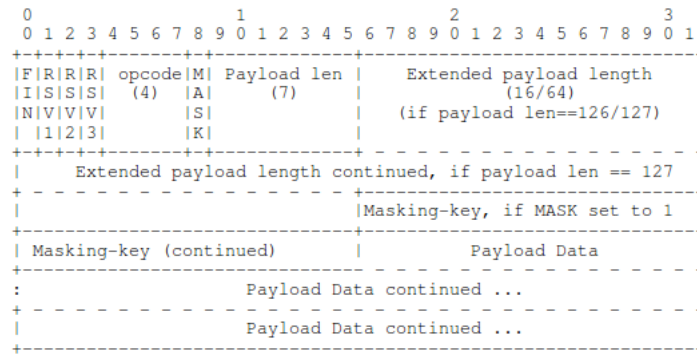 0                   1                   2                   3
 0 1 2 3 4 5 6 7 8 9 0 1 2 3 4 5 6 7 8 9 0 1 2 3 4 5 6 7 8 9 0 1
+-+-+-+-+-------+-+-------------+-------------------------------
|F|R|R|R| opcode|M| Payload len |    Extended payload length
|I|S|S|S|  (4)  |A|     (7)     |             (16/64)
|N|V|V|V|       |S|             |   (if payload len==126/127)
| |1|2|3|       |K|             |
+-+-+-+-+-------+-+-------------+ - - - - - - - - - - - - - - -
|     Extended payload length continued, if payload len == 127
+ - - - - - - - - - - - - - - - +-------------------------------
|                               |Masking-key, if MASK set to 1
+-------------------------------+-------------------------------
| Masking-key (continued)       |          Payload Data
+-------------------------------- - - - - - - - - - - - - - - -
:                     Payload Data continued ...
+ - - - - - - - - - - - - - - - - - - - - - - - - - - - - - - -
|                     Payload Data continued ...
+---------------------------------------------------------------